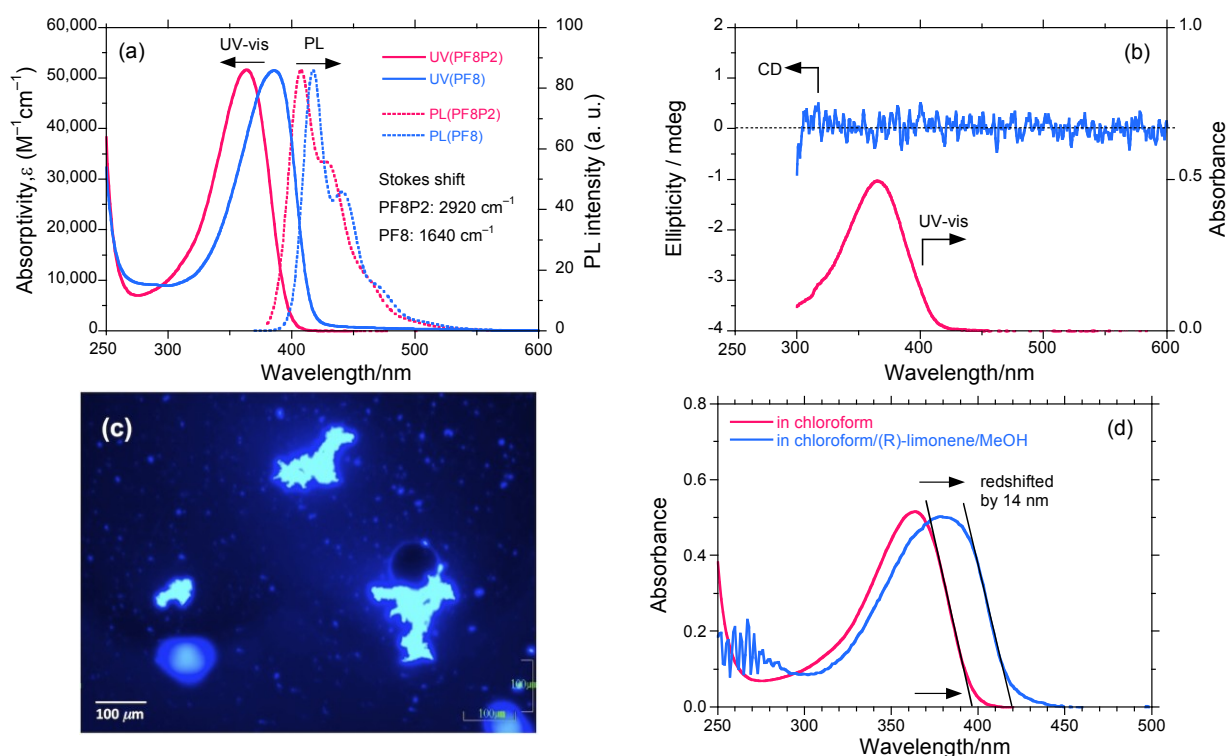 (a)
UV-vis
PL
UV(PF8P2)
UV(PF8)
PL(PF8P2)
PL(PF8)
Stokes shift
PF8P2: 2920 cm⁻¹
PF8: 1640 cm⁻¹
Absorptivity, ε (M⁻¹cm⁻¹)
60,000
50,000
40,000
30,000
20,000
10,000
0
PL intensity (a. u.)
100
80
60
40
20
0
250 300 400 500 600
Wavelength/nm
(b)
CD
UV-vis
Ellipticity / mdeg
2
1
0
-1
-2
-3
-4
Absorbance
1.0
0.5
0.0
300 400 500 600
Wavelength/nm
(c)
100 μm
100μm
100μm
(d)
in chloroform
in chloroform/(R)-limonene/MeOH
redshifted
by 14 nm
Absorbance
0.8
0.6
0.4
0.2
0.0
250 300 350 400 450 500
Wavelength/nm